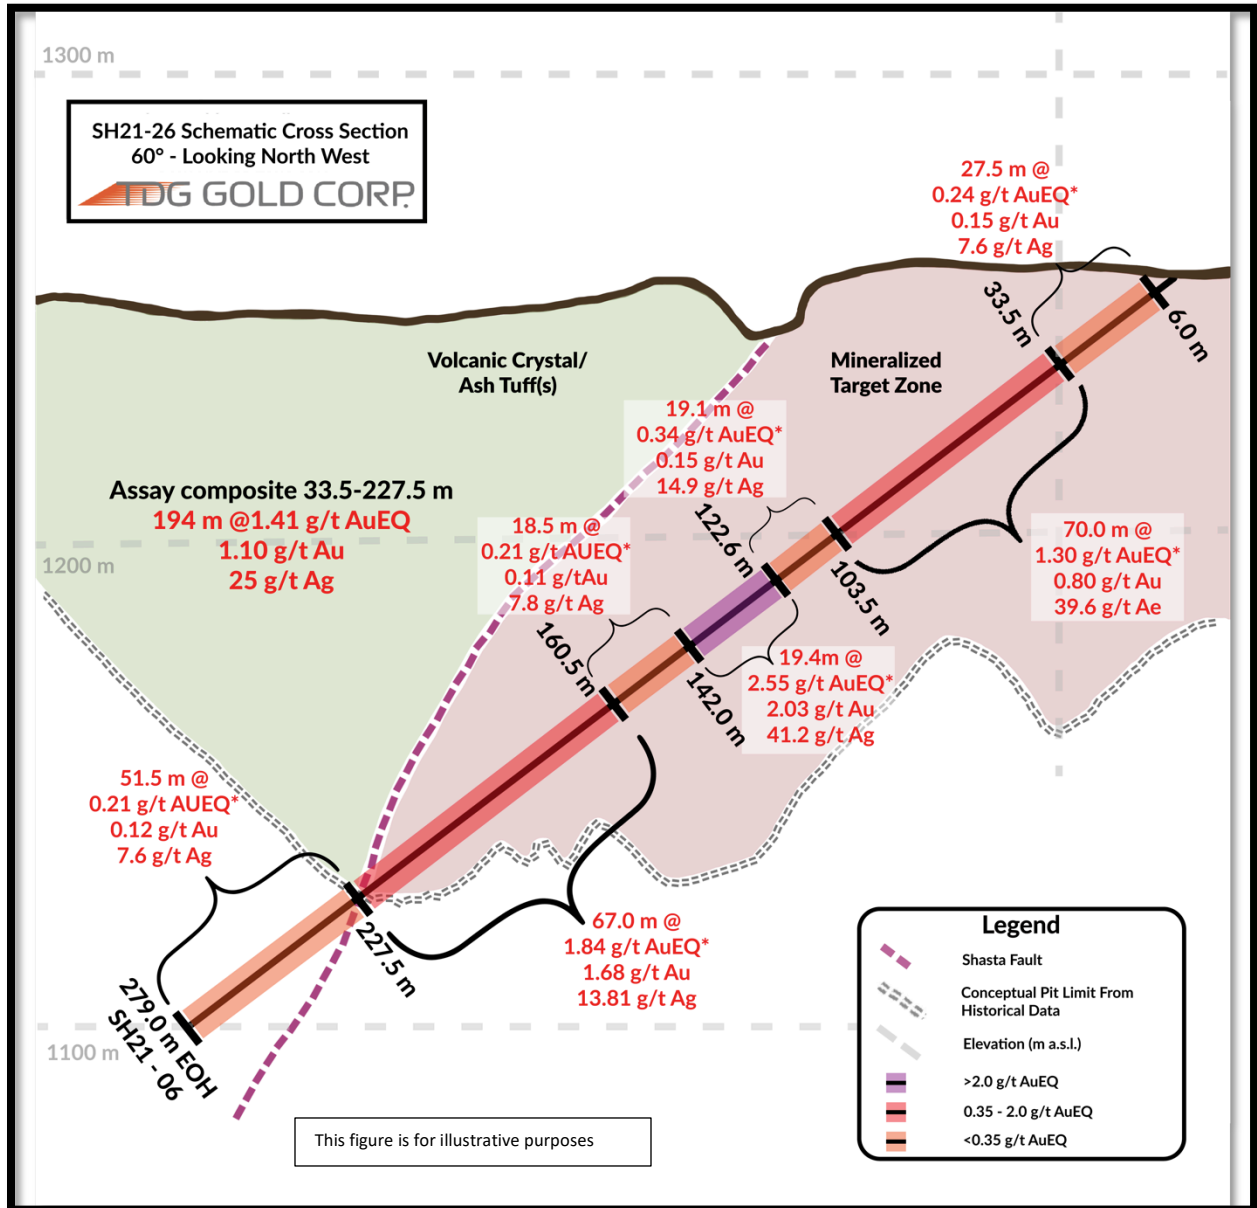 1300 m
SH21-26 Schematic Cross Section
60° - Looking North West
TDG GOLD CORP.
27.5 m @
0.24 g/t AuEQ*
0.15 g/t Au
7.6 g/t Ag
33.5 m
6.0 m
Volcanic Crystal/
Ash Tuff(s)
Mineralized
Target Zone
19.1 m @
0.34 g/t AuEQ*
0.15 g/t Au
14.9 g/t Ag
Assay composite 33.5-227.5 m
194 m @1.41 g/t AuEQ
1.10 g/t Au
25 g/t Ag
122.6 m
103.5 m
18.5 m @
0.21 g/t AUEQ*
0.11 g/tAu
7.8 g/t Ag
70.0 m @
1.30 g/t AuEQ*
0.80 g/t Au
39.6 g/t Ae
1200 m
160.5 m
142.0 m
19.4m @
2.55 g/t AuEQ*
2.03 g/t Au
41.2 g/t Ag
51.5 m @
0.21 g/t AUEQ*
0.12 g/t Au
7.6 g/t Ag
227.5 m
67.0 m @
1.84 g/t AuEQ*
1.68 g/t Au
13.81 g/t Ag
279.0 m EOH
SH21 - 06
1100 m
Legend
Shasta Fault
Conceptual Pit Limit From
Historical Data
Elevation (m a.s.l.)
>2.0 g/t AuEQ
0.35 - 2.0 g/t AuEQ
<0.35 g/t AuEQ
This figure is for illustrative purposes